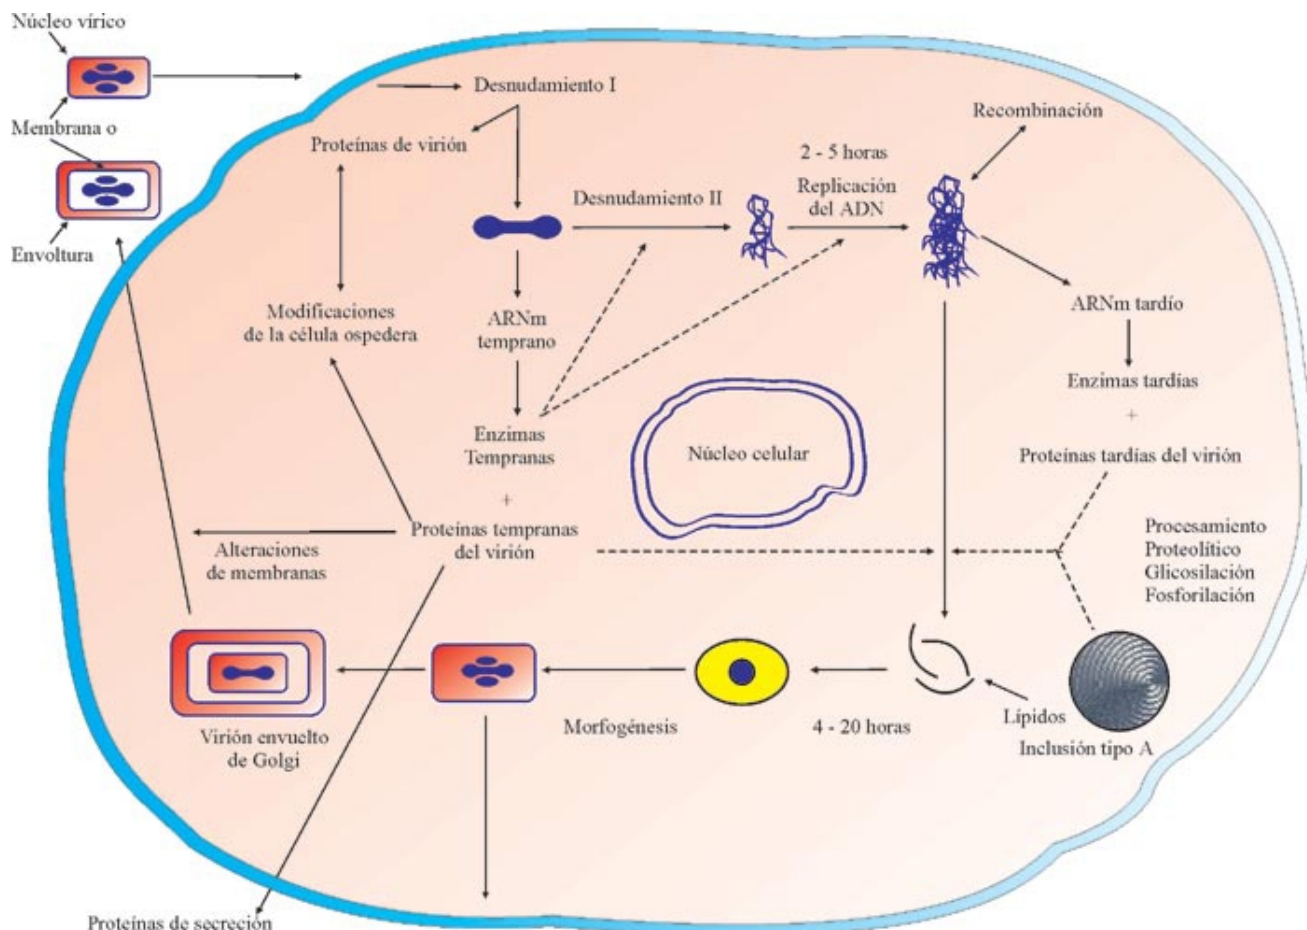 Núcleo vírico
Membrana o
Envoltura
Desnudamiento I
Proteínas de virión
Modificaciones
de la célula ospedera
Desnudamiento II
2 - 5 horas
Replicación
del ADN
Recombinación
ARNm
temprano
Enzimas
Tempranas
+
Proteínas tempranas
del virión
Núcleo celular
ARNm tardío
Enzimas tardías
+
Proteínas tardías del virión
Procesamiento
Proteolítico
Glicosilación
Fosforilación
Alteraciones
de membranas
Virión envuelto
de Golgi
Morfogénesis
4 - 20 horas
Lípidos
Inclusión tipo A
Proteínas de secreción